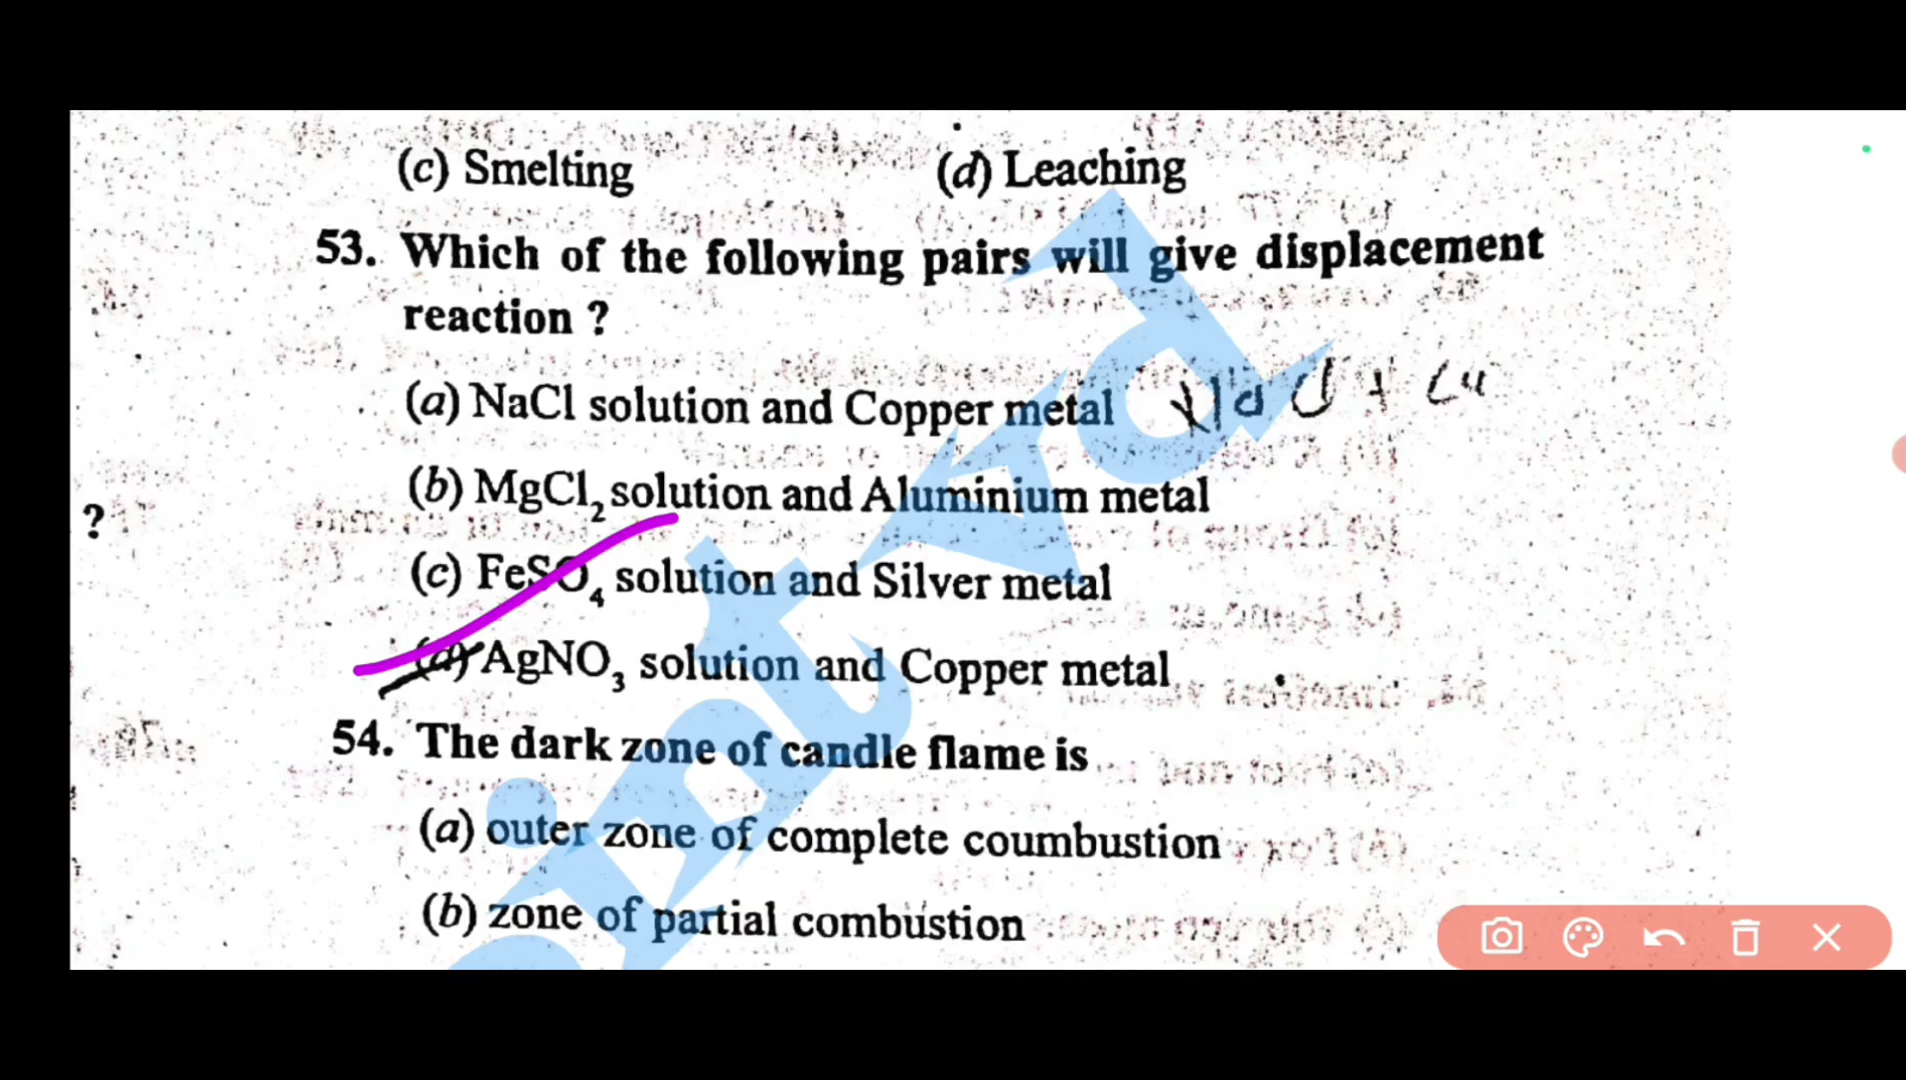 (c) Smelting (d) Leaching
53. Which of the following pairs will give displacement
reaction ?
(a) NaCl solution and Copper metal NaCl + Cu
(b) MgCl₂ solution and Aluminium metal
?
(c) FeSO₄ solution and Silver metal
(d) AgNO₃ solution and Copper metal
54. The dark zone of candle flame is
(a) outer zone of complete coumbustion
(b) zone of partial combustion